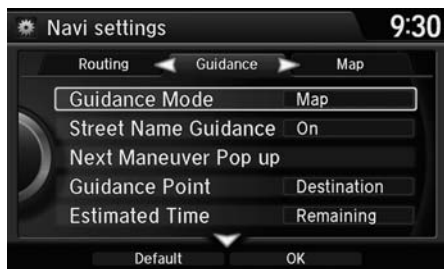 Navi settings 9:30
Routing Guidance Map
Guidance Mode Map
Street Name Guidance On
Next Maneuver Pop up
Guidance Point Destination
Estimated Time Remaining
Default OK